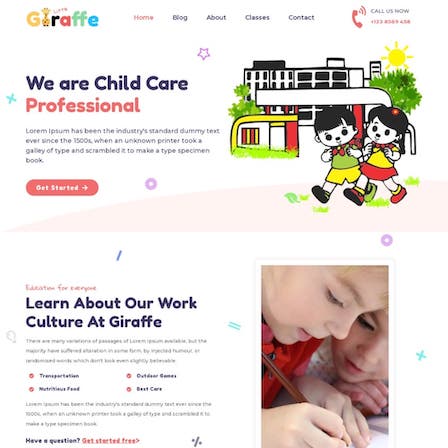 Little
Giraffe
Home
Blog
About
Classes
Contact
CALL US NOW
+123 8989 458
We are Child Care
Professional
Lorem Ipsum has been the industry's standard dummy text
ever since the 1500s, when an unknown printer took a
galley of type and scrambled it to make a type specimen
book.
Get Started →
Education for everyone
Learn About Our Work
Culture At Giraffe
There are many variations of passages of Lorem Ipsum available, but the
majority have suffered alteration in some form, by injected humour, or
randomised words which don't look even slightly believable.
Transportation
Outdoor Games
Nutritious Food
Best Care
Lorem Ipsum has been the industry's standard dummy text ever since the 1500s,
when an unknown printer took a galley of type and scrambled it to make a type
specimen book.
Have a question? Get started free>